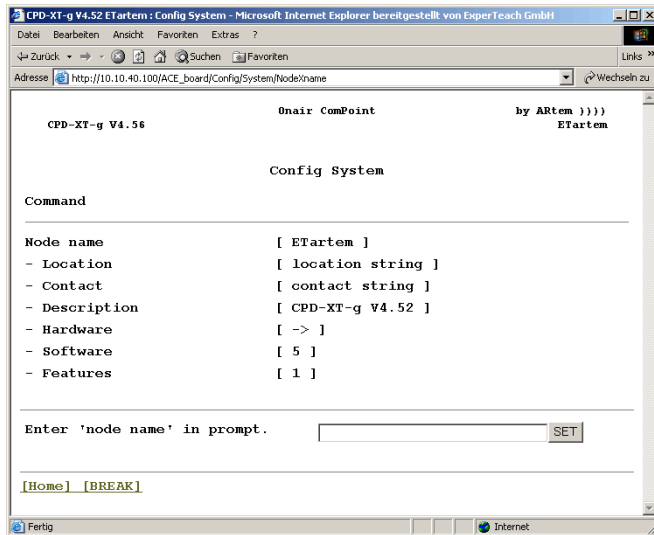 CPD-XT-g V4.52 ETartem : Config System - Microsoft Internet Explorer bereitgestellt von ExperTeach GmbH
Datei Bearbeiten Ansicht Favoriten Extras ?
Zurück Suchen Favoriten Links »
Adresse http://10.10.40.100/ACE_board/Config/System/NodeXname Wechseln zu
Onair ComPoint by ARtem ))))
CPD-XT-g V4.56 ETartem
Config System
Command
Node name [ ETartem ]
- Location [ location string ]
- Contact [ contact string ]
- Description [ CPD-XT-g V4.52 ]
- Hardware [ -> ]
- Software [ 5 ]
- Features [ 1 ]
Enter 'node name' in prompt. SET
[Home] [BREAK]
Fertig Internet